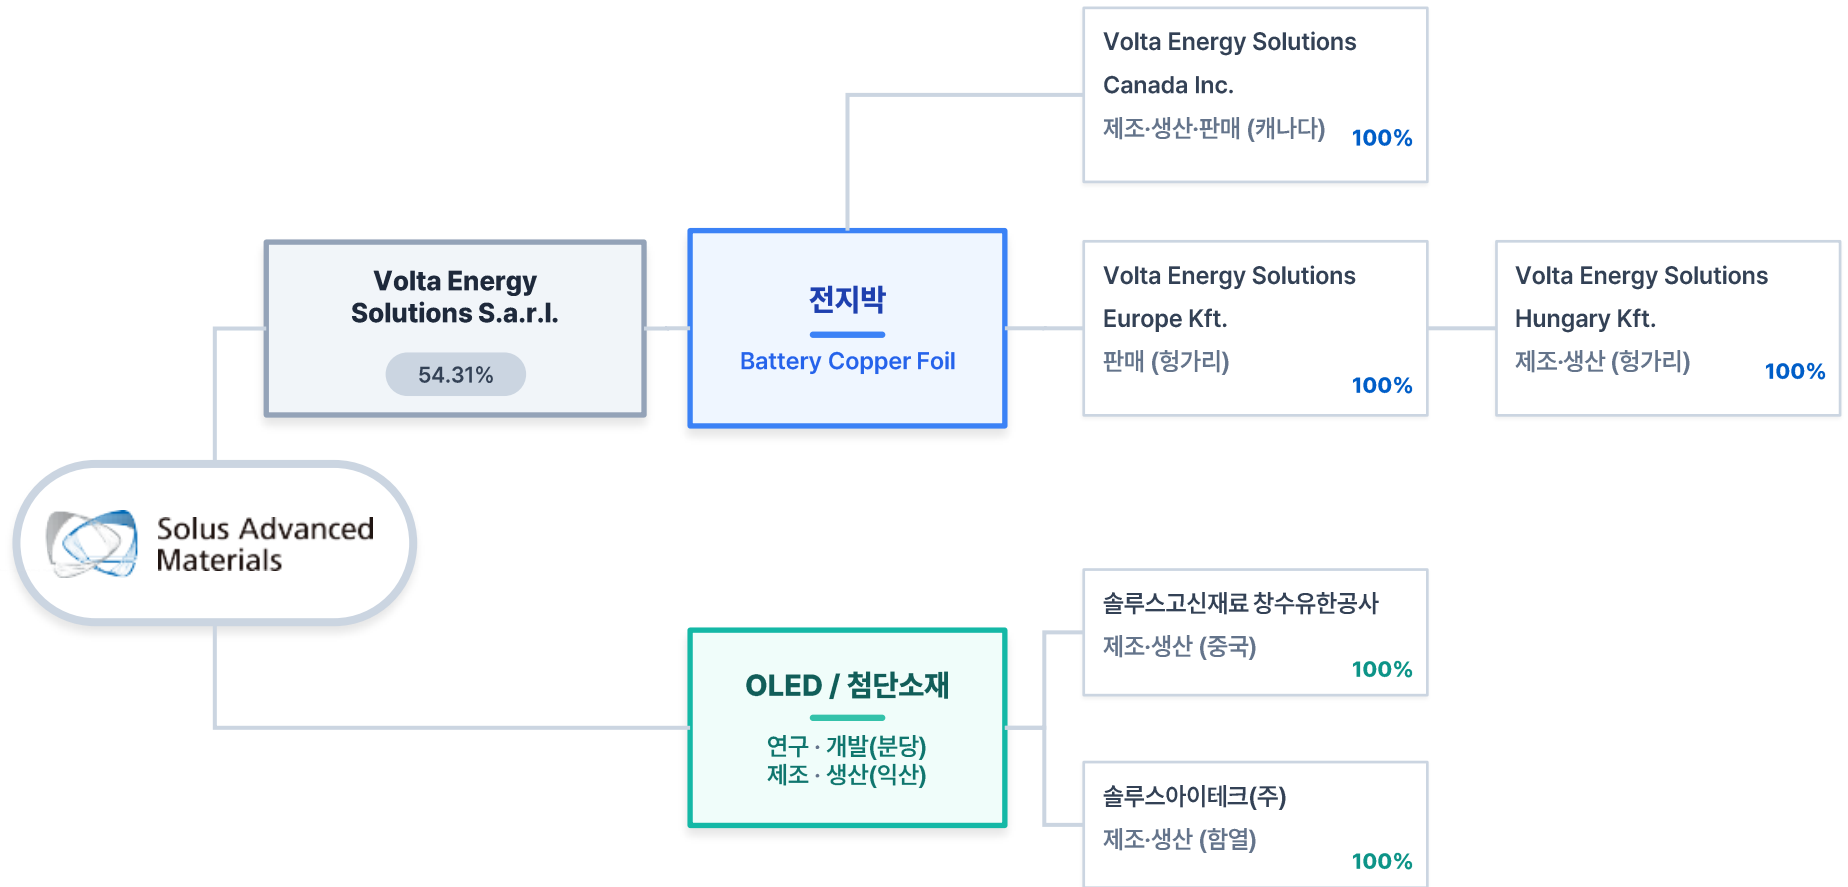 Volta Energy Solutions
Canada Inc.
제조·생산·판매 (캐나다)
100%
Volta Energy
Solutions S.a.r.l.
54.31%
전지박
Battery Copper Foil
Volta Energy Solutions
Europe Kft.
판매 (헝가리)
100%
Volta Energy Solutions
Hungary Kft.
제조·생산 (헝가리)
100%
Solus Advanced
Materials
OLED / 첨단소재
연구 · 개발(분당)
제조 · 생산(익산)
솔루스고신재료 창수유한공사
제조·생산 (중국)
100%
솔루스아이테크(주)
제조·생산 (함열)
100%